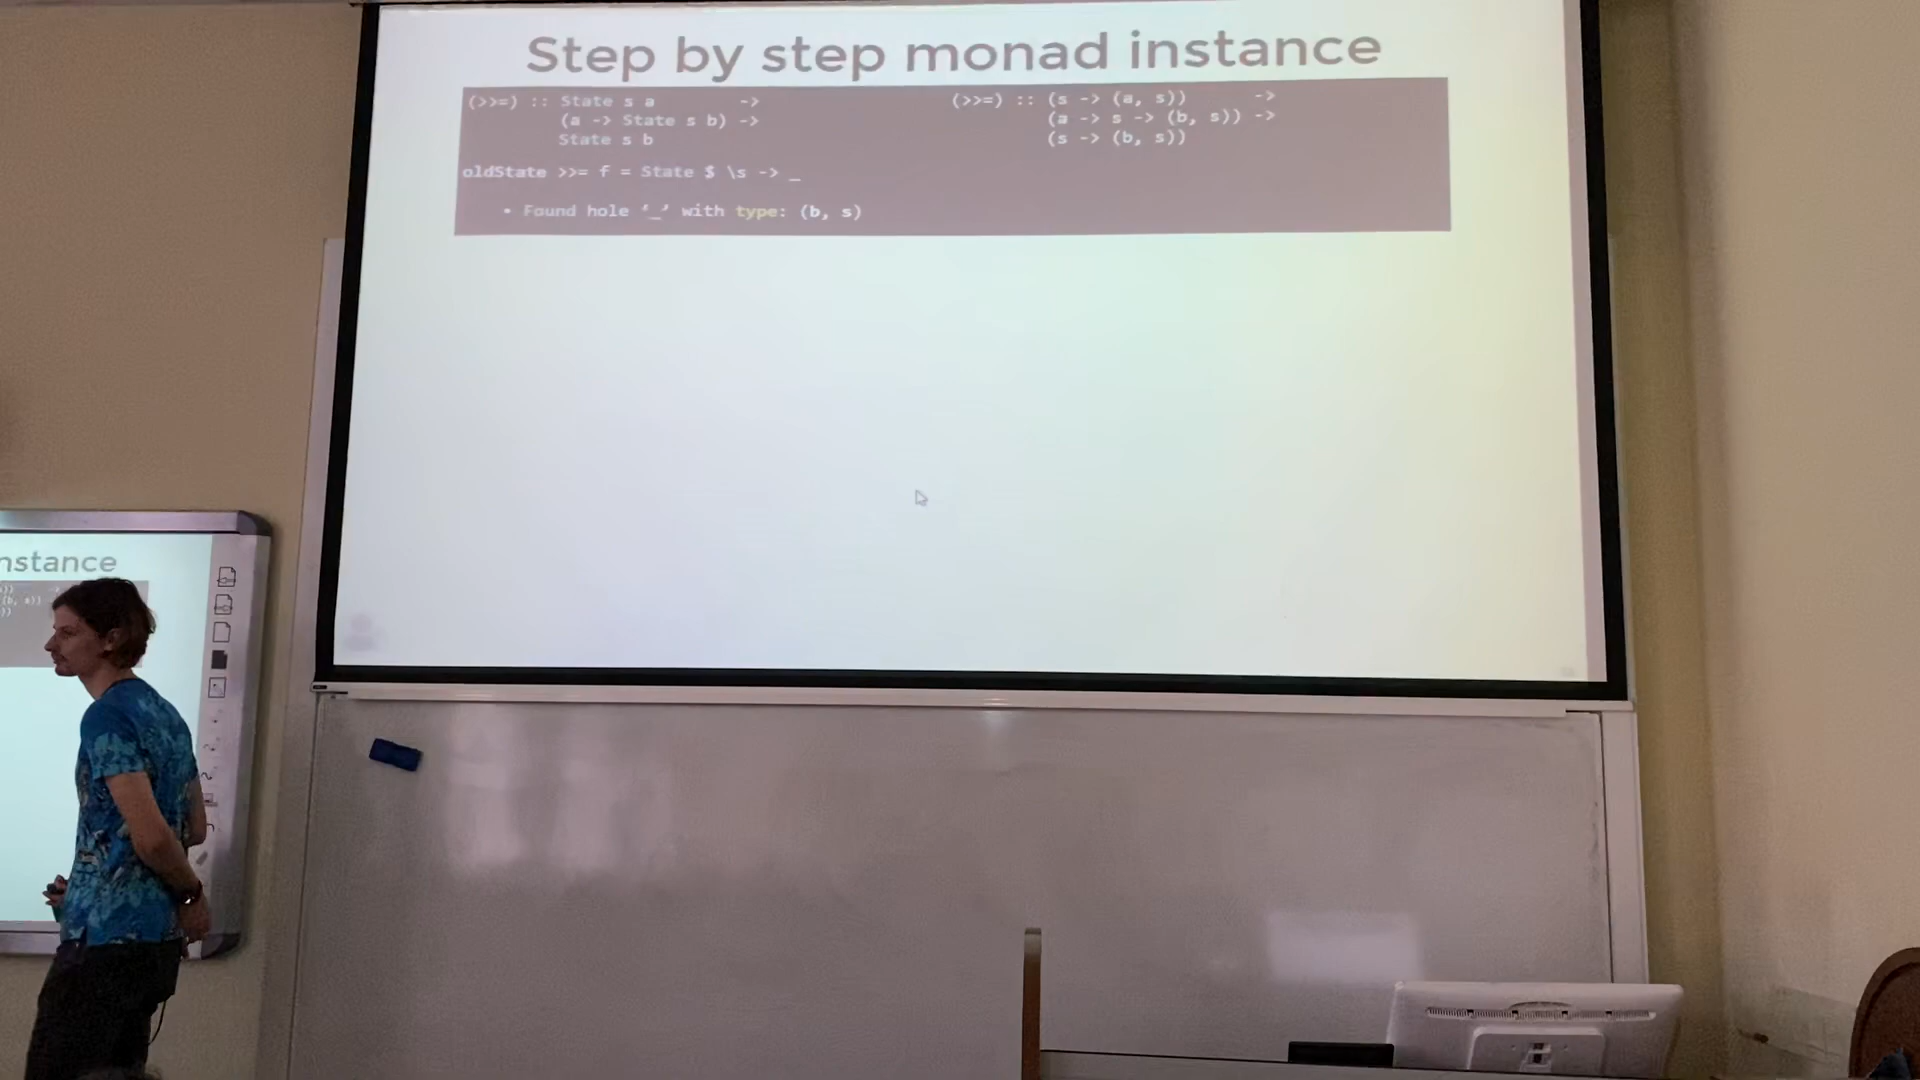 Step by step monad instance
(>>=) :: State s a        ->
(a -> State s b) ->
State s b
(>>=) :: (s -> (a, s))      ->
(a -> s -> (b, s)) ->
(s -> (b, s))
oldState >>= f = State $ \s -> _
• Found hole ‘_’ with type: (b, s)
nstance
(b, s))